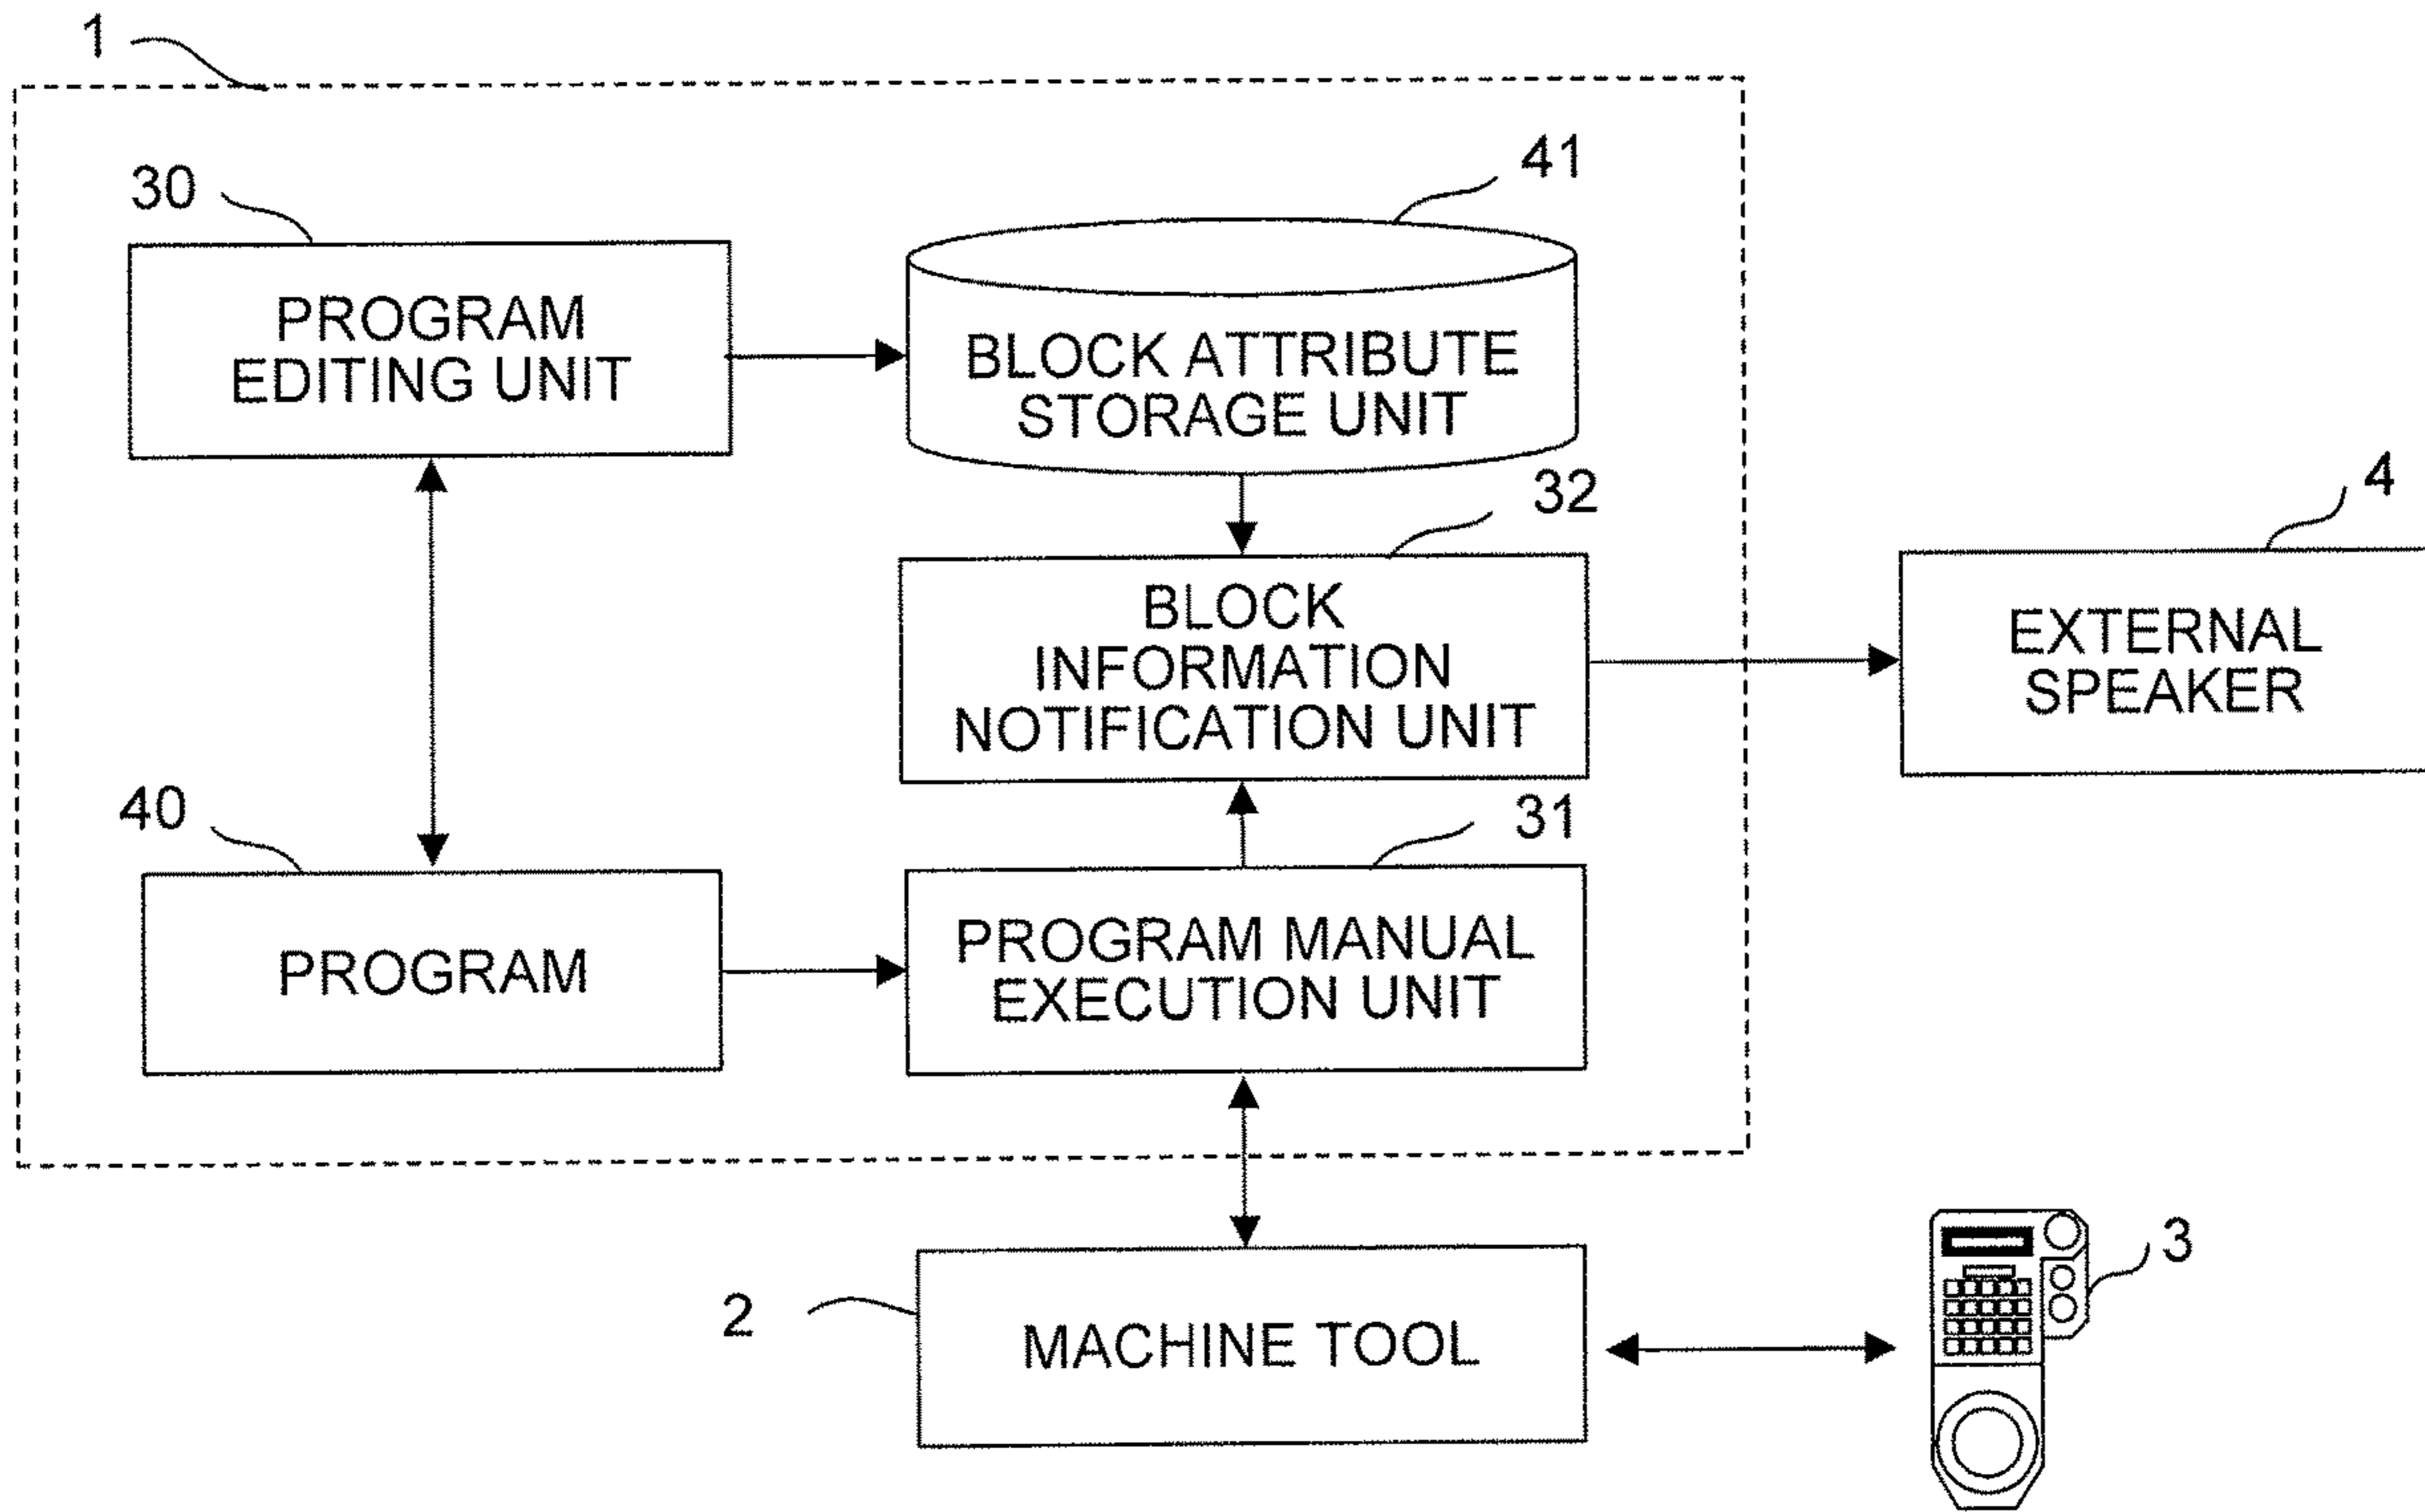 1
30
41
PROGRAM
EDITING UNIT
BLOCK ATTRIBUTE
STORAGE UNIT
32
4
BLOCK
INFORMATION
NOTIFICATION UNIT
EXTERNAL
SPEAKER
40
31
PROGRAM
PROGRAM MANUAL
EXECUTION UNIT
2
MACHINE TOOL
3